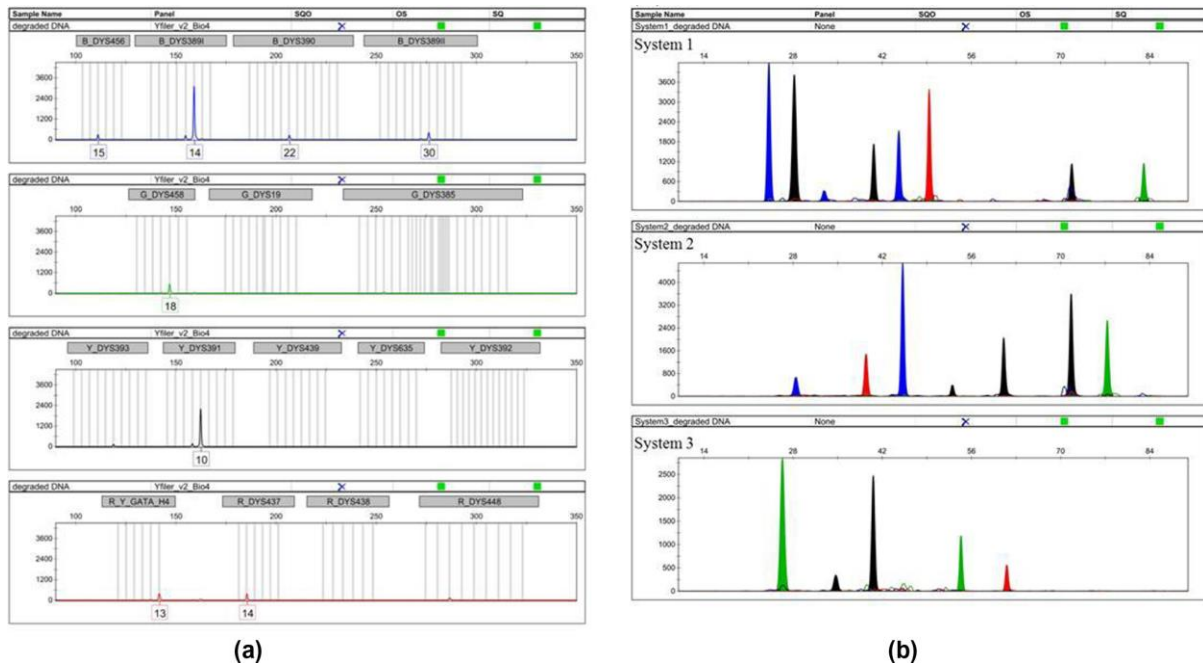 Sample Name Panel SQO OS SQ
degraded DNA Yfiler_v2_Bio4
B_DYS456 B_DYS389I B_DYS390 B_DYS389II
100 150 200 250 300 350
3600
2400
1200
0
15 14 22 30
degraded DNA Yfiler_v2_Bio4
G_DYS458 G_DYS19 G_DYS385
100 150 200 250 300 350
3600
2400
1200
0
18
degraded DNA Yfiler_v2_Bio4
Y_DYS393 Y_DYS391 Y_DYS439 Y_DYS635 Y_DYS392
100 150 200 250 300 350
3600
2400
1200
0
10
degraded DNA Yfiler_v2_Bio4
R_Y_GATA_H4 R_DYS437 R_DYS438 R_DYS448
100 150 200 250 300 350
3600
2400
1200
0
13 14
(a)
Sample Name Panel SQO OS SQ
System1_degraded DNA None
System 1
14 28 42 56 70 84
3600
3000
2400
1800
1200
600
0
System2_degraded DNA None
System 2
14 28 42 56 70 84
4000
3200
2400
1600
800
0
System3_degraded DNA None
System 3
14 28 42 56 70 84
2500
2000
1500
1000
500
0
(b)